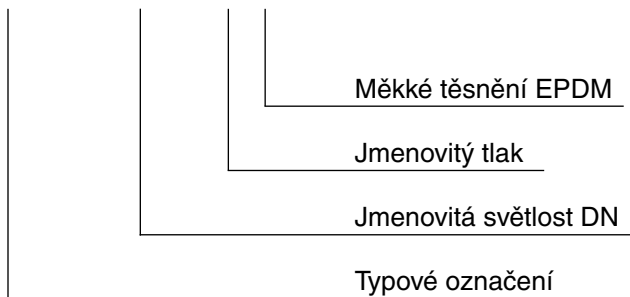 Měkké těsnění EPDM
Jmenovitý tlak
Jmenovitá světlost DN
Typové označení